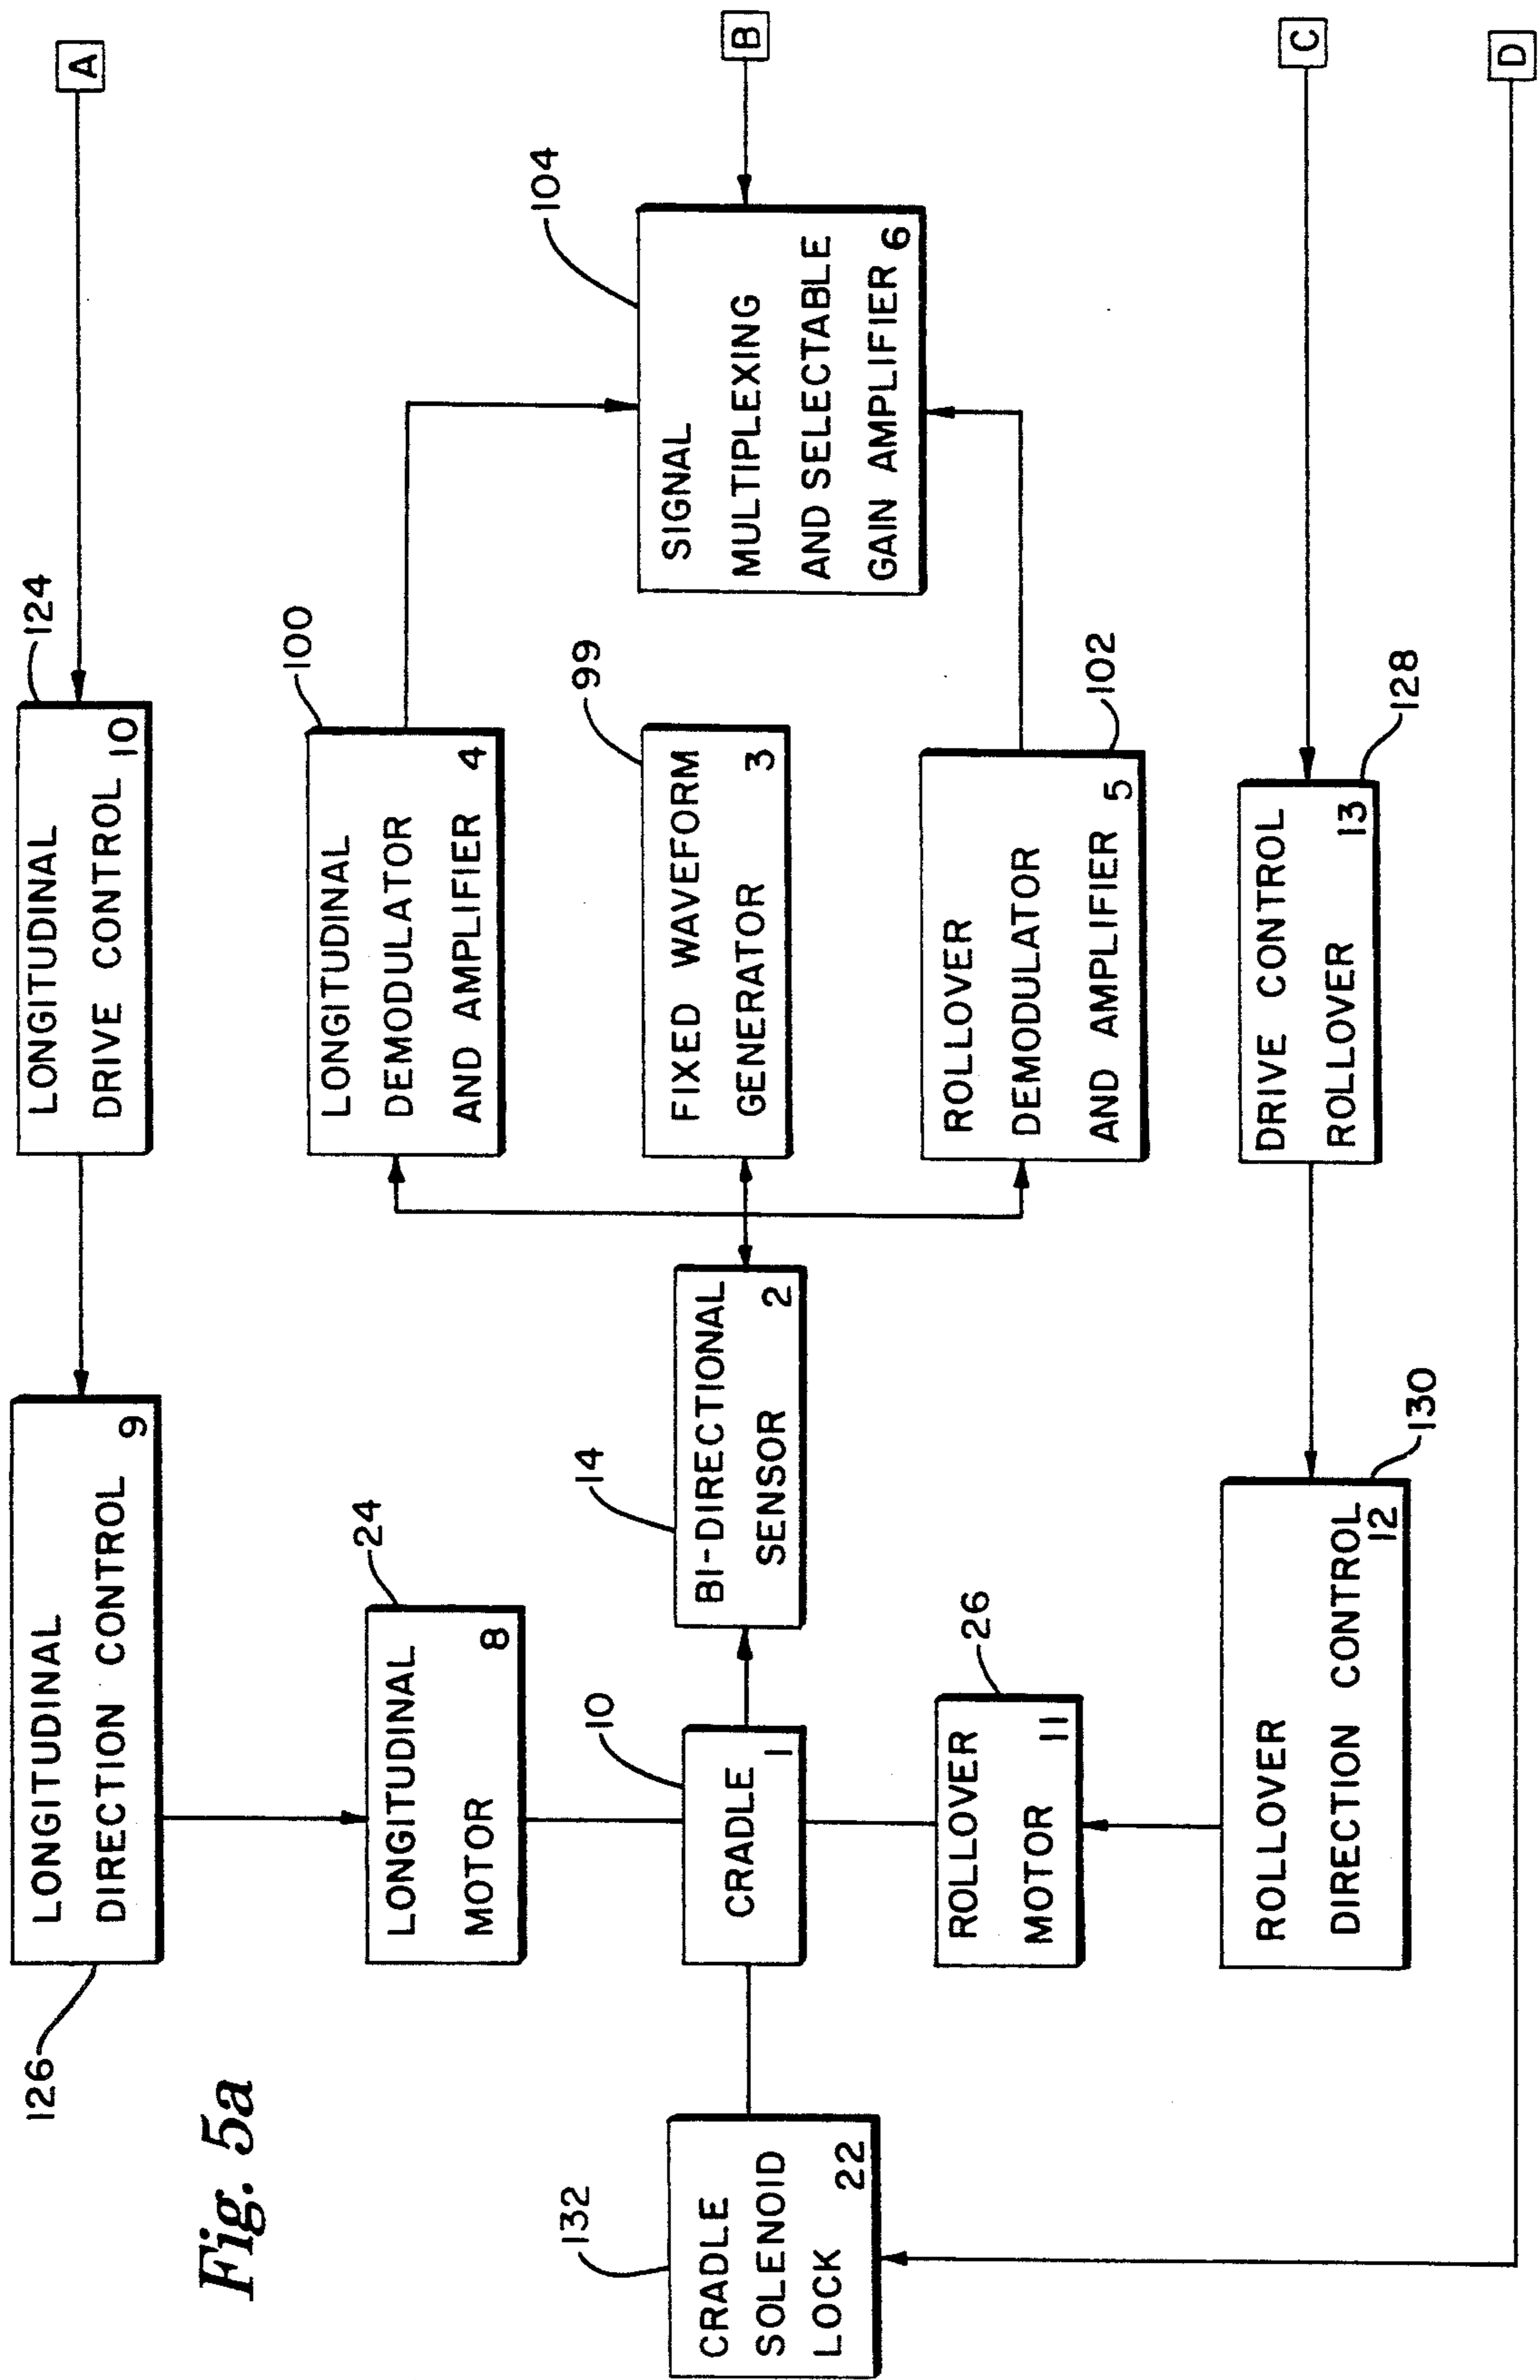 126
LONGITUDINAL
DIRECTION CONTROL
9
LONGITUDINAL
DRIVE CONTROL 10
124
A
Fig. 5a
LONGITUDINAL
MOTOR
8
24
LONGITUDINAL
DEMODULATOR
AND AMPLIFIER
4
100
132
CRADLE
SOLENOID
LOCK
22
10
CRADLE
1
14
BI-DIRECTIONAL
SENSOR
2
99
FIXED WAVEFORM
GENERATOR
3
104
SIGNAL
MULTIPLEXING
AND SELECTABLE
GAIN AMPLIFIER 6
B
ROLLOVER
MOTOR
11
26
ROLLOVER
DEMODULATOR
AND AMPLIFIER 5
102
ROLLOVER
DIRECTION CONTROL
12
130
DRIVE CONTROL
ROLLOVER
13
128
C
D